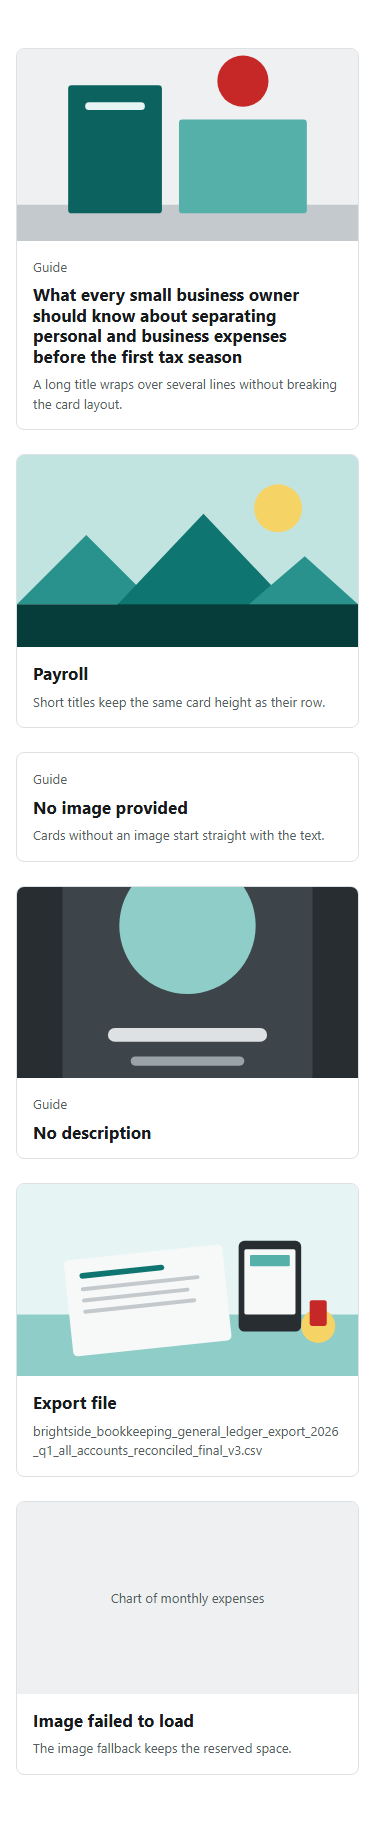 Guide
What every small business owner
should know about separating
personal and business expenses
before the first tax season
A long title wraps over several lines without breaking
the card layout.
Payroll
Short titles keep the same card height as their row.
Guide
No image provided
Cards without an image start straight with the text.
Guide
No description
Export file
brightside_bookkeeping_general_ledger_export_2026
_q1_all_accounts_reconciled_final_v3.csv
Chart of monthly expenses
Image failed to load
The image fallback keeps the reserved space.